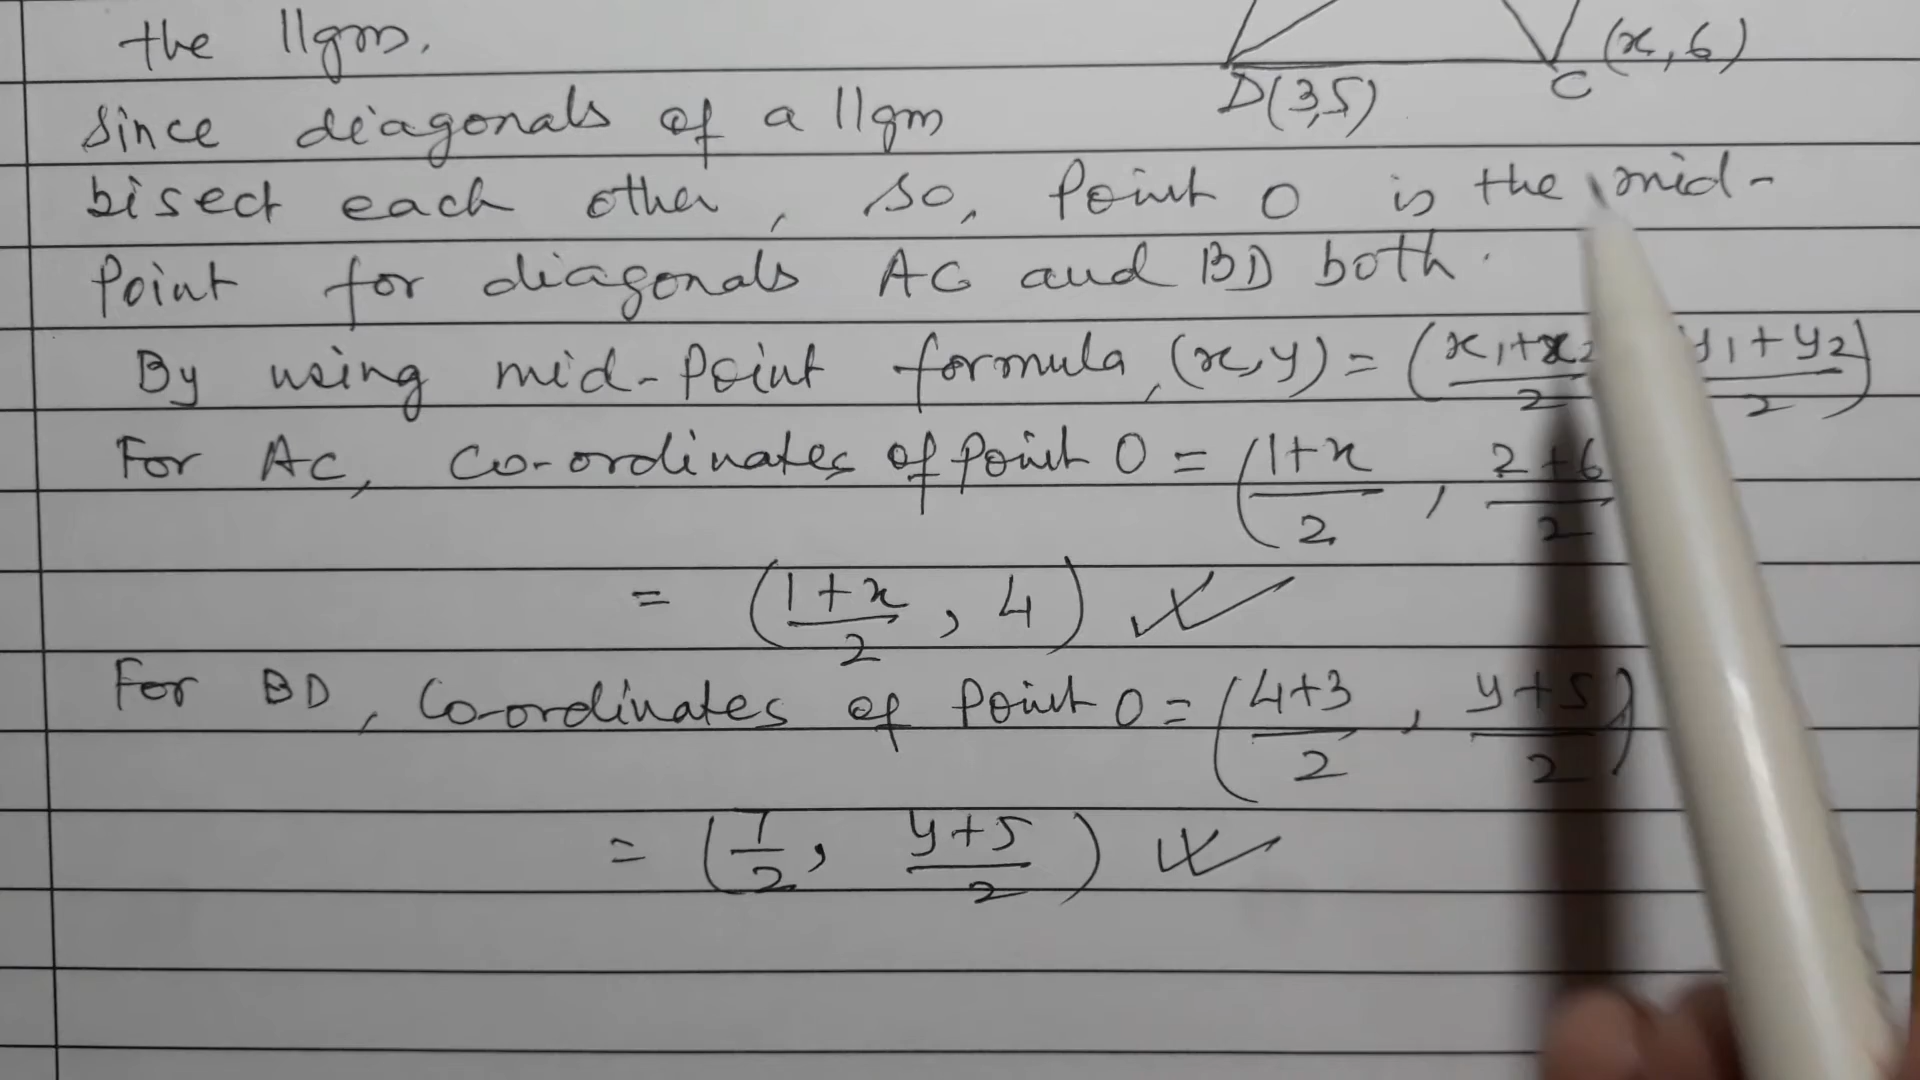 the ||gm.
(x, 6)
D(3,5)
C
Since diagonals of a ||gm
bisect each other, so, Point O is the mid-
Point for diagonals AC and BD both.
By using mid-Point formula, (x, y) = (x₁+x₂/2, y₁+y₂/2)
For AC, Co-ordinates of Point O = (1+x/2, 2+6/2
= (1+x/2, 4) ✓
For BD, Co-ordinates of Point O = (4+3/2, y+5/2)
= (7/2, y+5/2) ✓